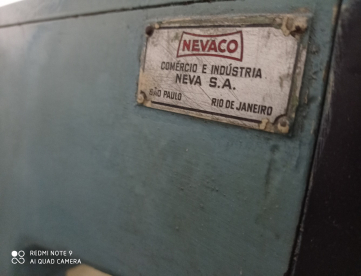 NEVACO
COMÉRCIO E INDÚSTRIA
NEVA S.A.
SÃO PAULO RIO DE JANEIRO
REDMI NOTE 9
AI QUAD CAMERA